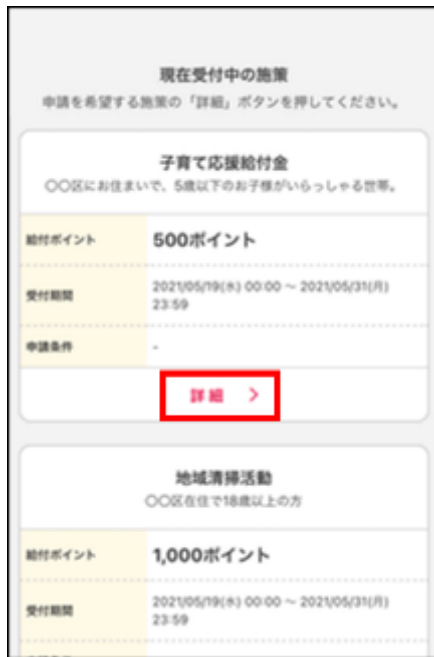 現在受付中の施策
申請を希望する施策の「詳細」ボタンを押してください。
子育て応援給付金
〇〇区にお住まいで、5歳以下のお子様がいらっしゃる世帯。
給付ポイント
500ポイント
受付期間
2021/05/19(水) 00:00 ~ 2021/05/31(月)
23:59
申請条件
-
詳細 >
地域清掃活動
〇〇区在住で18歳以上の方
給付ポイント
1,000ポイント
受付期間
2021/05/19(水) 00:00 ~ 2021/05/31(月)
23:59